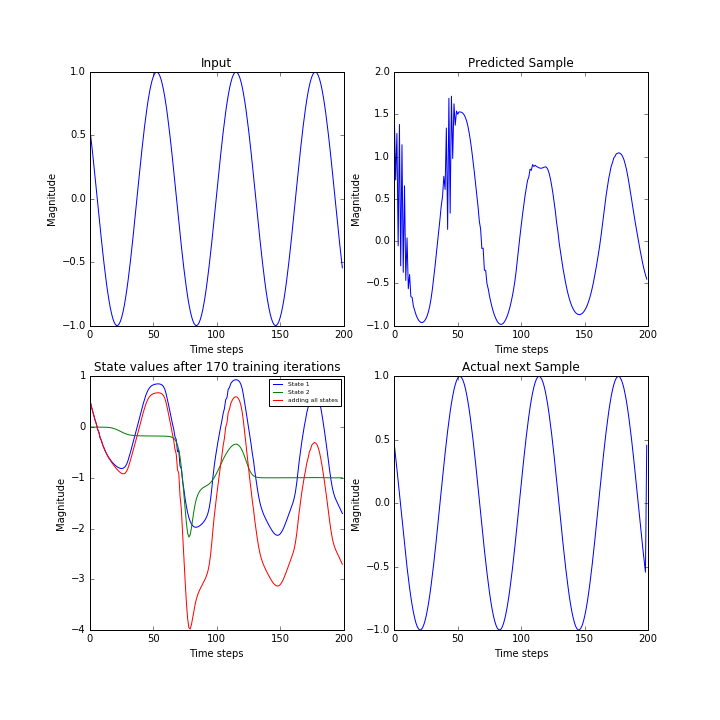 Input
Magnitude
1.0
0.5
0.0
−0.5
−1.0
0 50 100 150 200
Time steps
Predicted Sample
Magnitude
2.0
1.5
1.0
0.5
0.0
−0.5
−1.0
0 50 100 150 200
Time steps
State values after 170 training iterations
Magnitude
1
0
−1
−2
−3
−4
0 50 100 150 200
Time steps
State 1
State 2
adding all states
Actual next Sample
Magnitude
1.0
0.5
0.0
−0.5
−1.0
0 50 100 150 200
Time steps